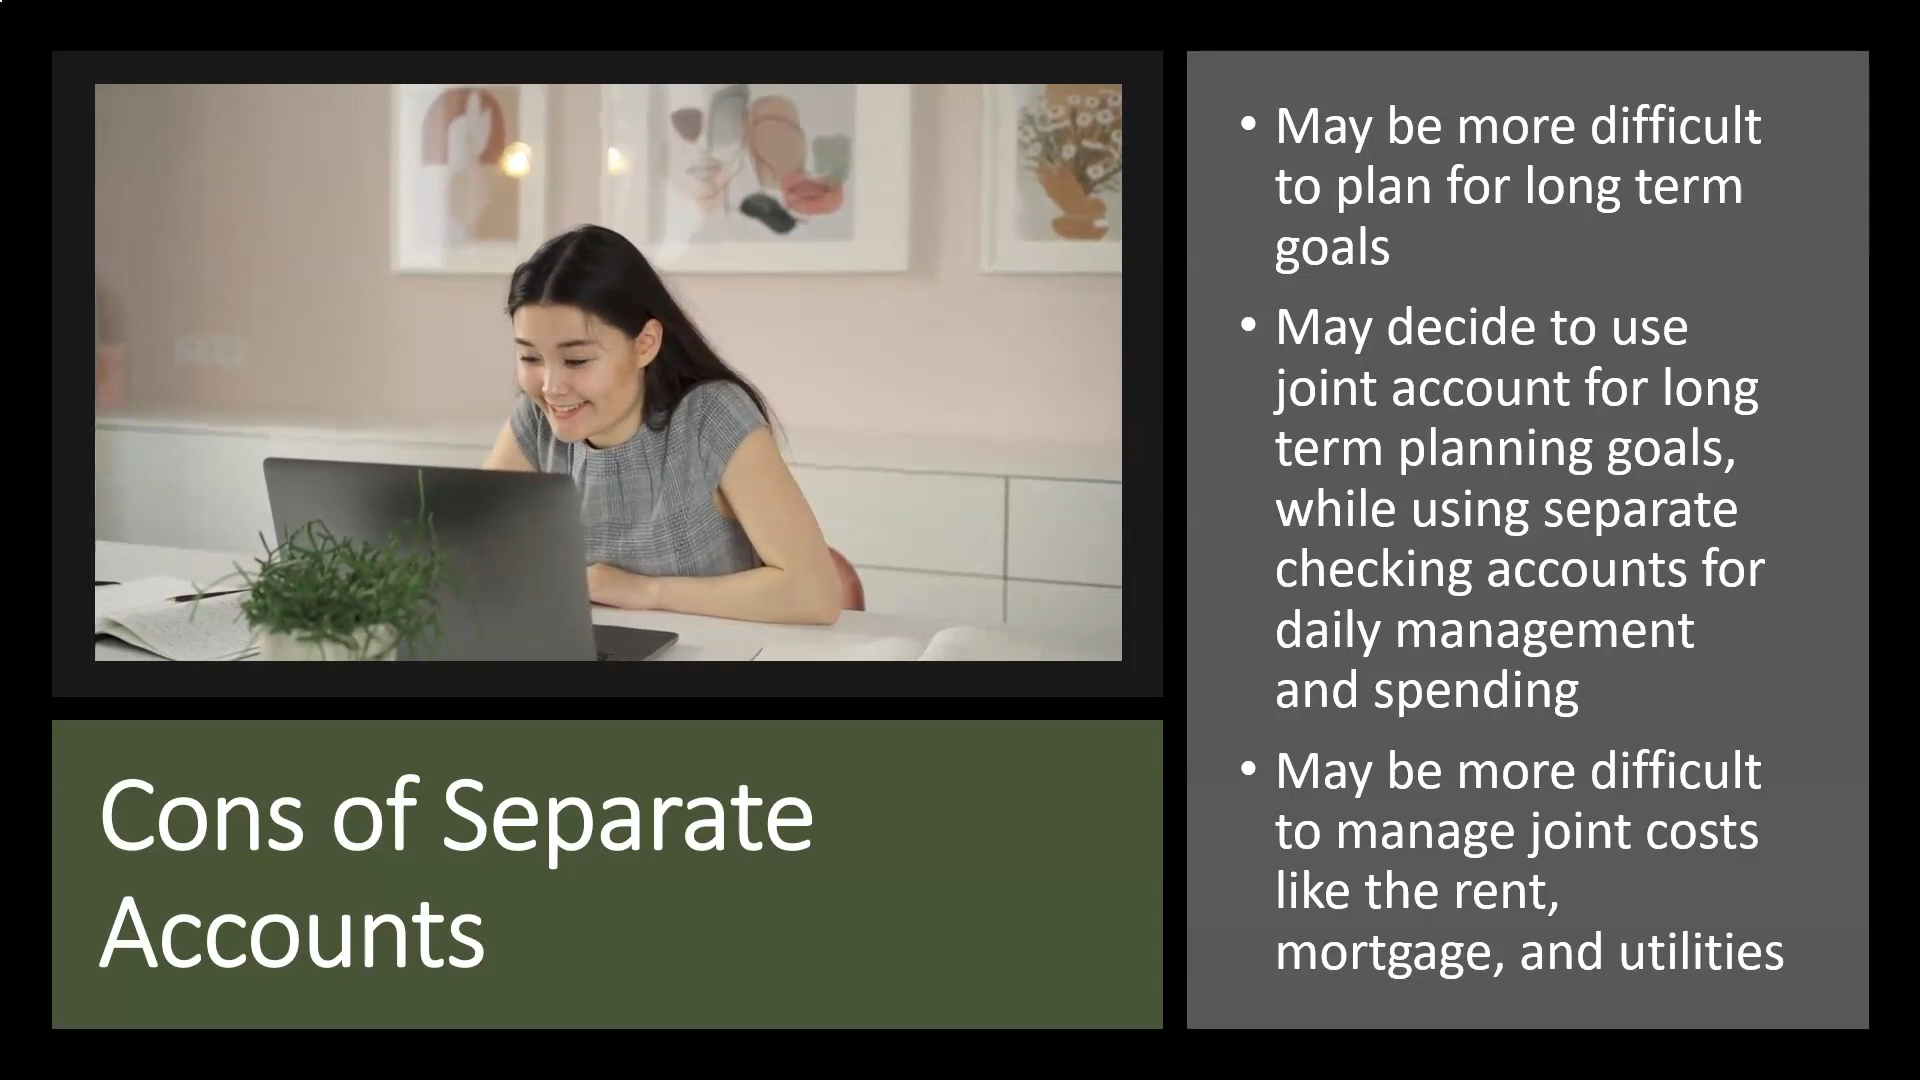 Cons of Separate
Accounts
• May be more difficult
to plan for long term
goals
• May decide to use
joint account for long
term planning goals,
while using separate
checking accounts for
daily management
and spending
• May be more difficult
to manage joint costs
like the rent,
mortgage, and utilities